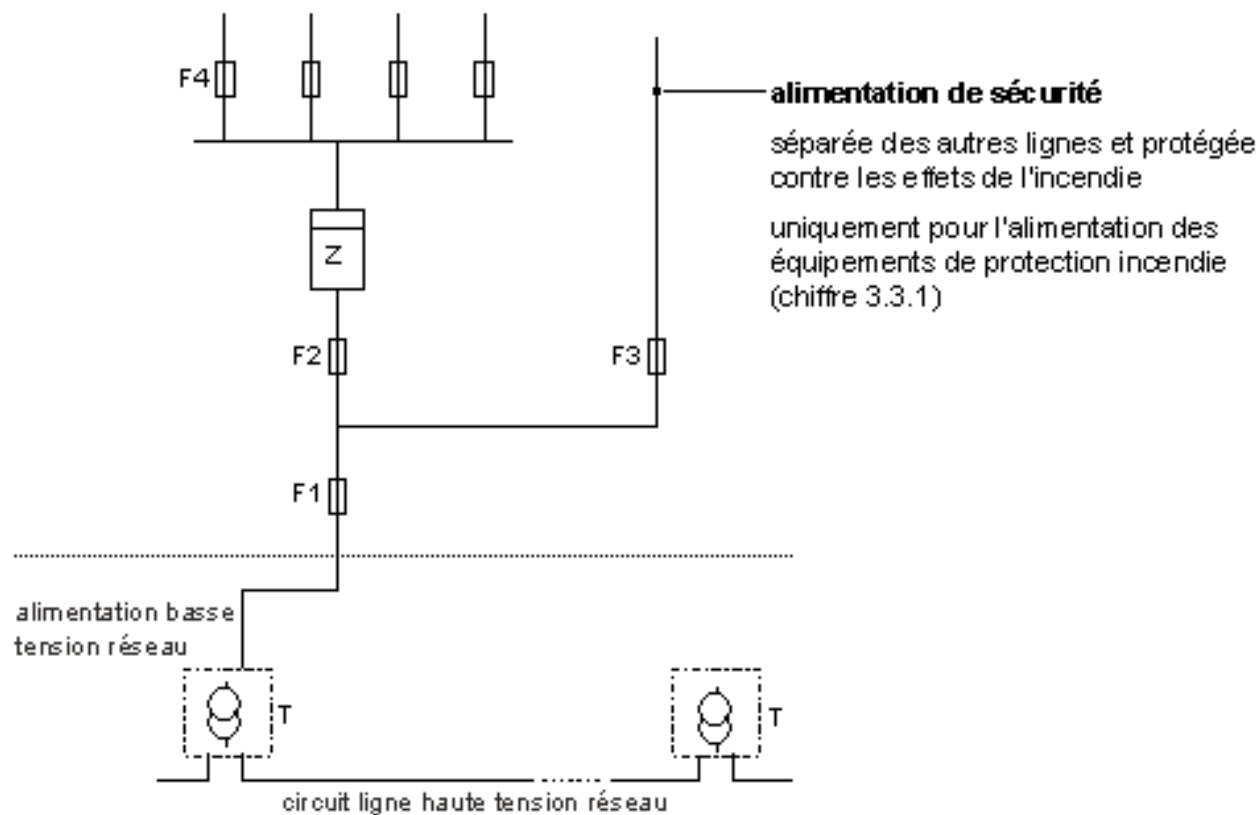 F4
alimentation de sécurité
séparée des autres lignes et protégée
contre les effets de l'incendie
uniquement pour l'alimentation des
équipements de protection incendie
(chiffre 3.3.1)
Z
F2
F3
F1
alimentation basse
tension réseau
T
T
circuit ligne haute tension réseau